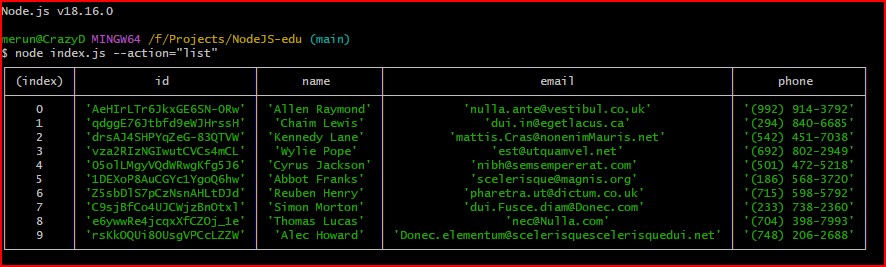 Node.js v18.16.0
merun@CrazyD MINGW64 /f/Projects/NodeJS-edu (main)
$ node index.js --action="list"
(index) id name email phone
0 'AeHIrLTr6JkxGE6SN-0Rw' 'Allen Raymond' 'nulla.ante@vestibul.co.uk' '(992) 914-3792'
1 'qdggE76Jtbfd9eWJHrssH' 'Chaim Lewis' 'dui.in@egetlacus.ca' '(294) 840-6685'
2 'drsAJ4SHPYqZeG-83QTVW' 'Kennedy Lane' 'mattis.Cras@nonenimMauris.net' '(542) 451-7038'
3 'vza2RIzNGIwutCVCs4mCL' 'Wylie Pope' 'est@utquamvel.net' '(692) 802-2949'
4 '05olLMgyVQdWRwgKfg5J6' 'Cyrus Jackson' 'nibh@semsempererat.com' '(501) 472-5218'
5 '1DEXoP8AuCGYc1YgoQ6hw' 'Abbot Franks' 'scelerisque@magnis.org' '(186) 568-3720'
6 'Z5sbDlS7pCzNsnAHLtDJd' 'Reuben Henry' 'pharetra.ut@dictum.co.uk' '(715) 598-5792'
7 'C9sjBfCo4UJCWjzBnOtxl' 'Simon Morton' 'dui.Fusce.diam@Donec.com' '(233) 738-2360'
8 'e6ywwRe4jcqxXfCZOj_1e' 'Thomas Lucas' 'nec@Nulla.com' '(704) 398-7993'
9 'rsKkOQUi80UsgVPCcLZZW' 'Alec Howard' 'Donec.elementum@scelerisquescelerisquedui.net' '(748) 206-2688'